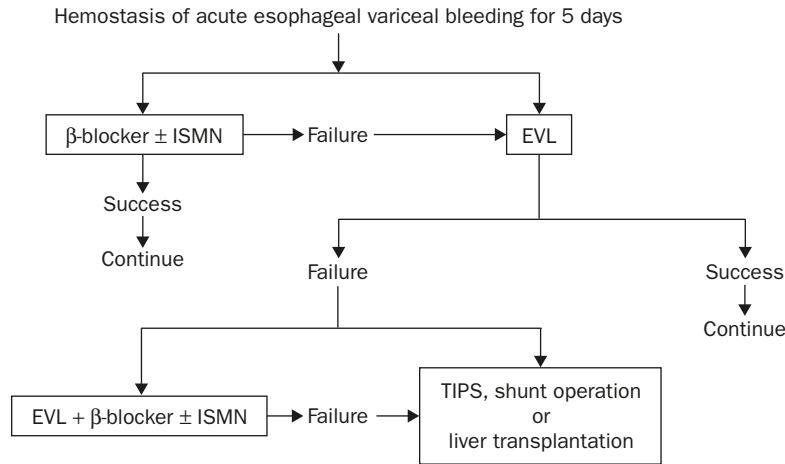 Hemostasis of acute esophageal variceal bleeding for 5 days
β-blocker ± ISMN
Failure
EVL
Success
Continue
Failure
Success
Continue
EVL + β-blocker ± ISMN
Failure
TIPS, shunt operation
or
liver transplantation